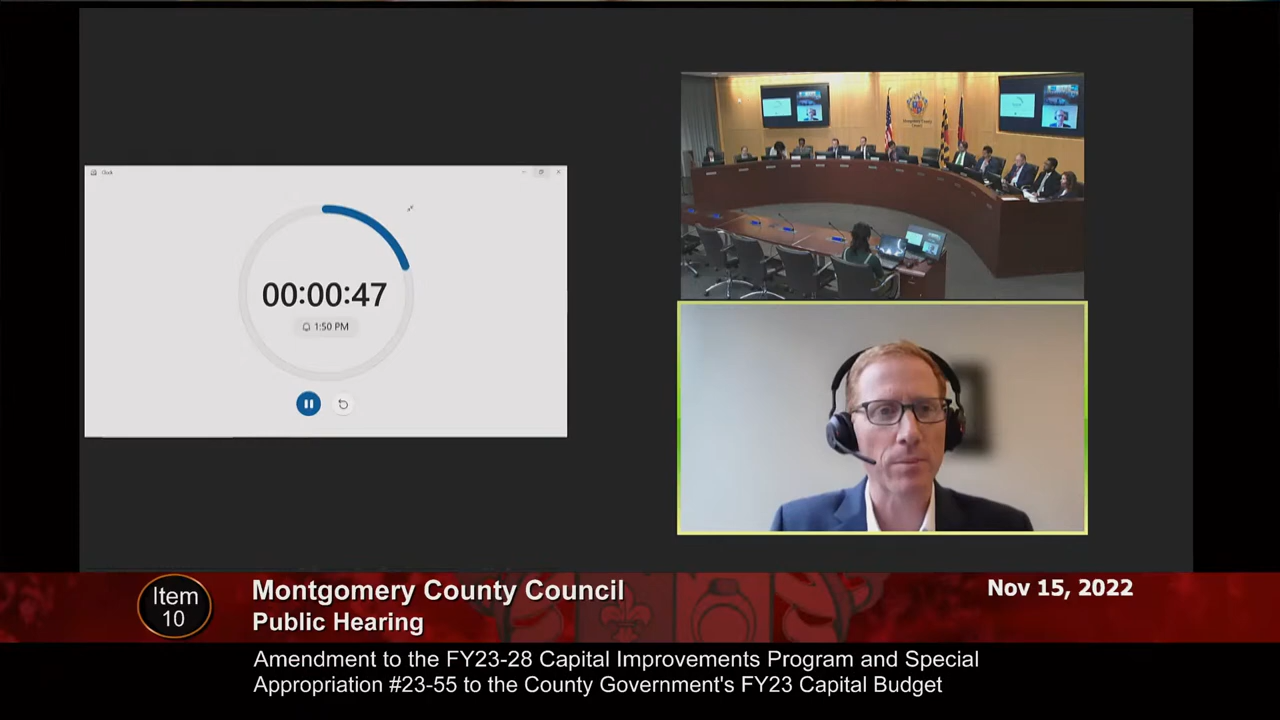 Clock
00:00:47
1:50 PM
Item
10
Montgomery County Council
Public Hearing
Nov 15, 2022
Amendment to the FY23-28 Capital Improvements Program and Special
Appropriation #23-55 to the County Government's FY23 Capital Budget